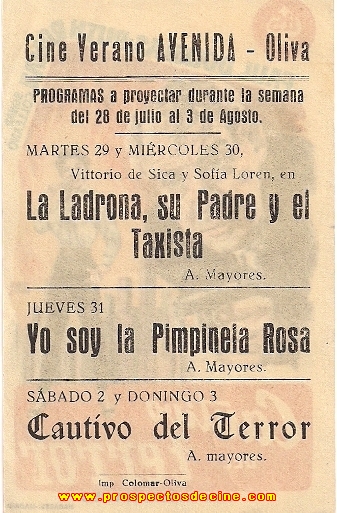 Cine Verano AVENIDA - Oliva
PROGRAMAS a proyectar durante la semana
del 28 de julio al 3 de Agosto.
MARTES 29 y MIÉRCOLES 30,
Vittorio de Sica y Sofía Loren, en
La Ladrona, su Padre y el
Taxista
A. Mayores.
JUEVES 31
Yo soy la Pimpinela Rosa
A. Mayores.
SÁBADO 2 y DOMINGO 3
Cautivo del Terror
A. mayores.
Imp Colomar-Oliva
www.prospectosdecine.com